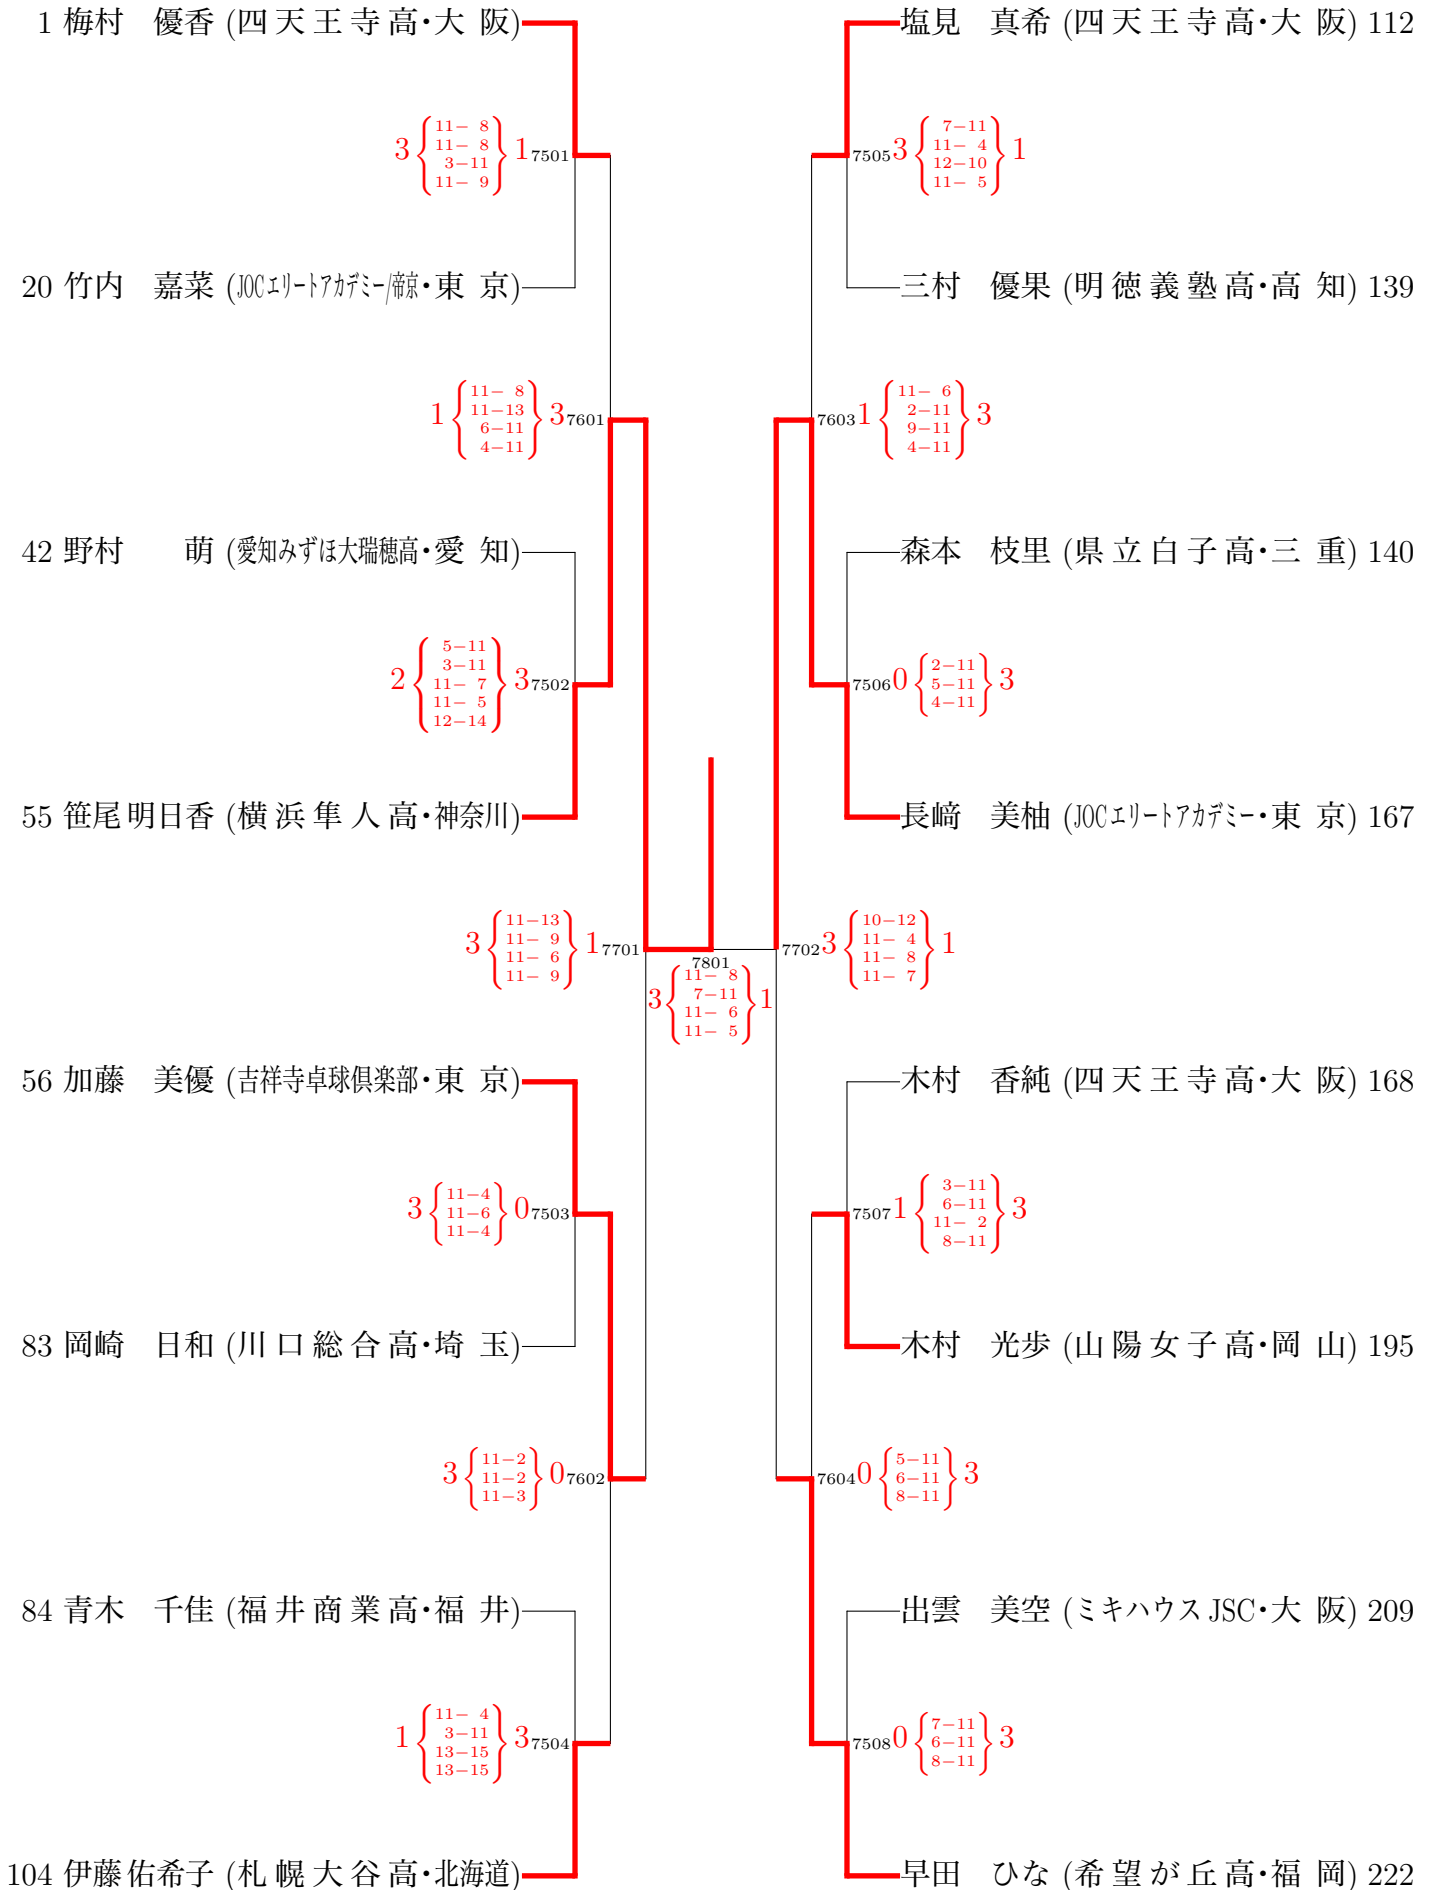 1 梅村 優香 (四天王寺高・大阪)
塩見 真希 (四天王寺高・大阪) 112
11- 8
11- 8
3 3-11 1 7501
11- 9
7-11
11- 4
7505 3 12-10 1
11- 5
20 竹内 嘉菜 (JOCエリートアカデミー/帝京・東京)
三村 優果 (明徳義塾高・高知) 139
11- 8
11-13
1 6-11 3 7601
4-11
11- 6
2-11
7603 1 9-11 3
4-11
42 野村 萌 (愛知みずほ大瑞穂高・愛知)
森本 枝里 (県立白子高・三重) 140
5-11
3-11
2 11- 7 3 7502
11- 5
12-14
2-11
7506 0 5-11 3
4-11
55 笹尾明日香 (横浜隼人高・神奈川)
長﨑 美柚 (JOCエリートアカデミー・東京) 167
11-13
11- 9
3 11- 6 1 7701
11- 9
10-12
11- 4
7702 3 11- 8 1
11- 7
7801
11- 8
7-11
3 11- 6 1
11- 5
56 加藤 美優 (吉祥寺卓球倶楽部・東京)
木村 香純 (四天王寺高・大阪) 168
11-4
3 11-6 0 7503
11-4
3-11
6-11
7507 1 11- 2 3
8-11
83 岡崎 日和 (川口総合高・埼玉)
木村 光歩 (山陽女子高・岡山) 195
11-2
3 11-2 0 7602
11-3
5-11
7604 0 6-11 3
8-11
84 青木 千佳 (福井商業高・福井)
出雲 美空 (ミキハウスJSC・大阪) 209
11- 4
3-11
1 13-15 3 7504
13-15
7-11
7508 0 6-11 3
8-11
104 伊藤佑希子 (札幌大谷高・北海道)
早田 ひな (希望が丘高・福岡) 222